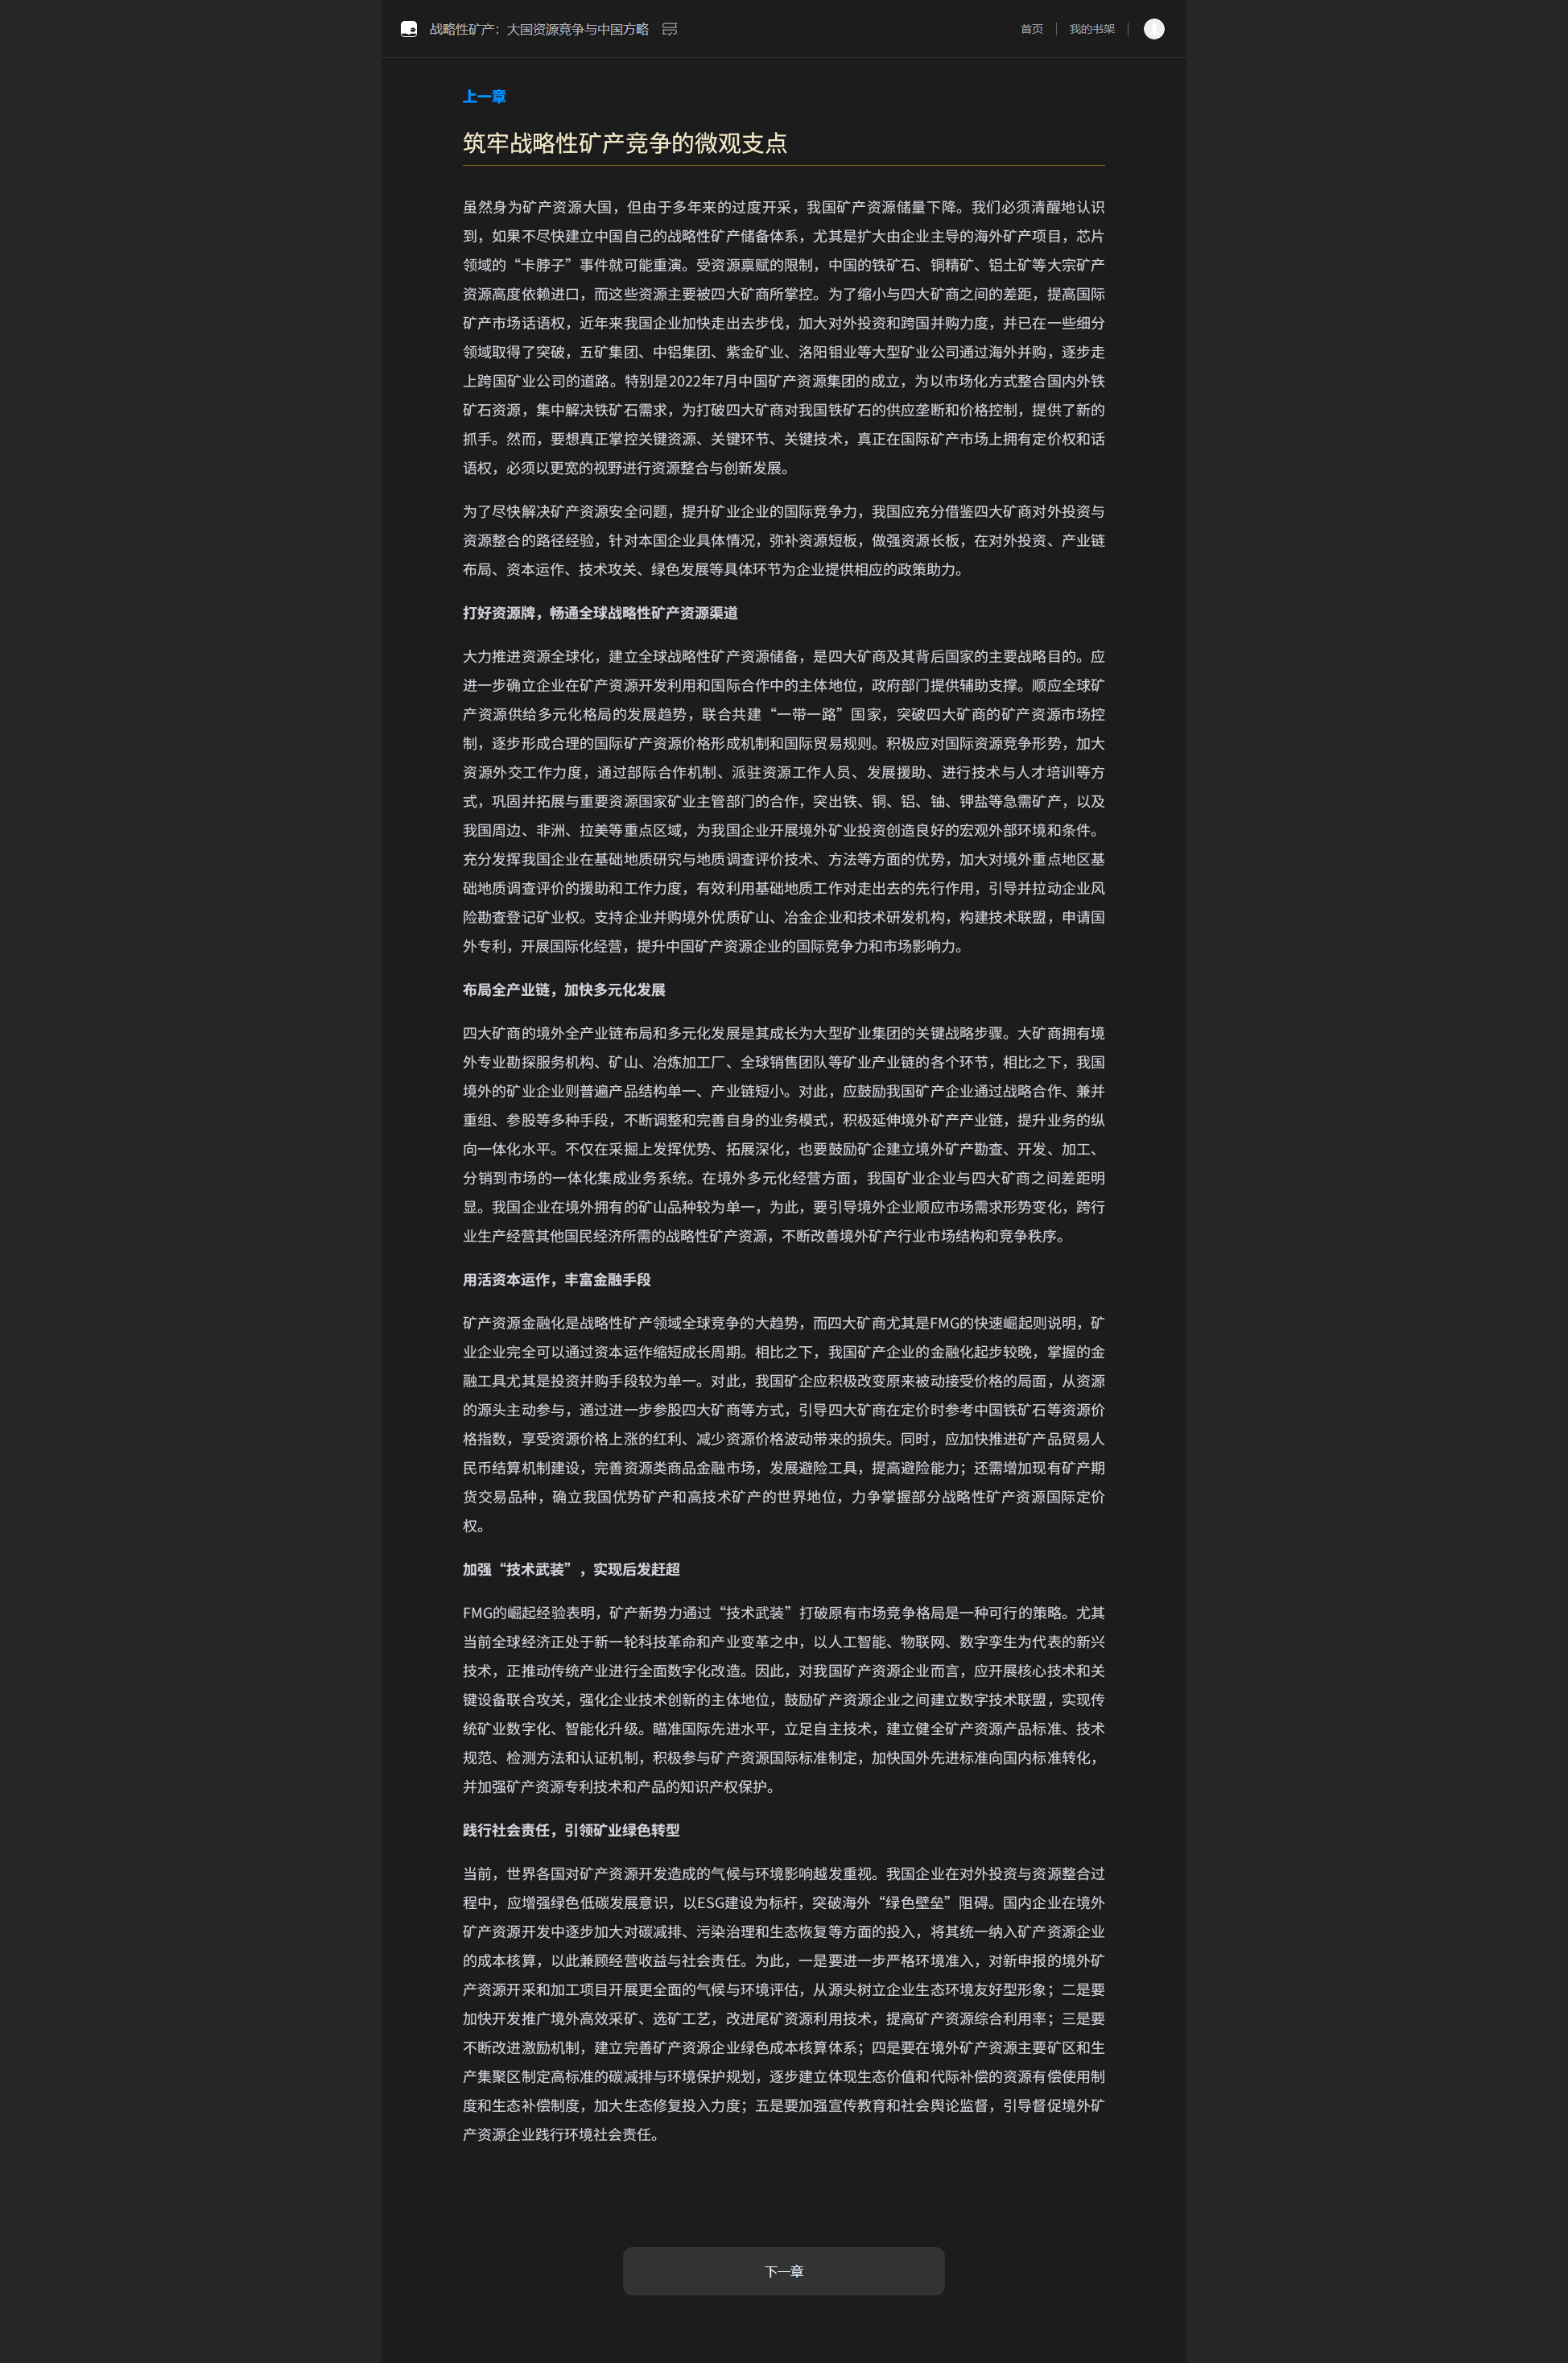 战略性矿产：大国资源竞争与中国方略
首页
我的书架
上一章
筑牢战略性矿产竞争的微观支点
虽然身为矿产资源大国，但由于多年来的过度开采，我国矿产资源储量下降。我们必须清醒地认识
到，如果不尽快建立中国自己的战略性矿产储备体系，尤其是扩大由企业主导的海外矿产项目，芯片
领域的“卡脖子”事件就可能重演。受资源禀赋的限制，中国的铁矿石、铜精矿、铝土矿等大宗矿产
资源高度依赖进口，而这些资源主要被四大矿商所掌控。为了缩小与四大矿商之间的差距，提高国际
矿产市场话语权，近年来我国企业加快走出去步伐，加大对外投资和跨国并购力度，并已在一些细分
领域取得了突破，五矿集团、中铝集团、紫金矿业、洛阳钼业等大型矿业公司通过海外并购，逐步走
上跨国矿业公司的道路。特别是2022年7月中国矿产资源集团的成立，为以市场化方式整合国内外铁
矿石资源，集中解决铁矿石需求，为打破四大矿商对我国铁矿石的供应垄断和价格控制，提供了新的
抓手。然而，要想真正掌控关键资源、关键环节、关键技术，真正在国际矿产市场上拥有定价权和话
语权，必须以更宽的视野进行资源整合与创新发展。
为了尽快解决矿产资源安全问题，提升矿业企业的国际竞争力，我国应充分借鉴四大矿商对外投资与
资源整合的路径经验，针对本国企业具体情况，弥补资源短板，做强资源长板，在对外投资、产业链
布局、资本运作、技术攻关、绿色发展等具体环节为企业提供相应的政策助力。
打好资源牌，畅通全球战略性矿产资源渠道
大力推进资源全球化，建立全球战略性矿产资源储备，是四大矿商及其背后国家的主要战略目的。应
进一步确立企业在矿产资源开发利用和国际合作中的主体地位，政府部门提供辅助支撑。顺应全球矿
产资源供给多元化格局的发展趋势，联合共建“一带一路”国家，突破四大矿商的矿产资源市场控
制，逐步形成合理的国际矿产资源价格形成机制和国际贸易规则。积极应对国际资源竞争形势，加大
资源外交工作力度，通过部际合作机制、派驻资源工作人员、发展援助、进行技术与人才培训等方
式，巩固并拓展与重要资源国家矿业主管部门的合作，突出铁、铜、铝、铀、钾盐等急需矿产，以及
我国周边、非洲、拉美等重点区域，为我国企业开展境外矿业投资创造良好的宏观外部环境和条件。
充分发挥我国企业在基础地质研究与地质调查评价技术、方法等方面的优势，加大对境外重点地区基
础地质调查评价的援助和工作力度，有效利用基础地质工作对走出去的先行作用，引导并拉动企业风
险勘查登记矿业权。支持企业并购境外优质矿山、冶金企业和技术研发机构，构建技术联盟，申请国
外专利，开展国际化经营，提升中国矿产资源企业的国际竞争力和市场影响力。
布局全产业链，加快多元化发展
四大矿商的境外全产业链布局和多元化发展是其成长为大型矿业集团的关键战略步骤。大矿商拥有境
外专业勘探服务机构、矿山、冶炼加工厂、全球销售团队等矿业产业链的各个环节，相比之下，我国
境外的矿业企业则普遍产品结构单一、产业链短小。对此，应鼓励我国矿产企业通过战略合作、兼并
重组、参股等多种手段，不断调整和完善自身的业务模式，积极延伸境外矿产产业链，提升业务的纵
向一体化水平。不仅在采掘上发挥优势、拓展深化，也要鼓励矿企建立境外矿产勘查、开发、加工、
分销到市场的一体化集成业务系统。在境外多元化经营方面，我国矿业企业与四大矿商之间差距明
显。我国企业在境外拥有的矿山品种较为单一，为此，要引导境外企业顺应市场需求形势变化，跨行
业生产经营其他国民经济所需的战略性矿产资源，不断改善境外矿产行业市场结构和竞争秩序。
用活资本运作，丰富金融手段
矿产资源金融化是战略性矿产领域全球竞争的大趋势，而四大矿商尤其是FMG的快速崛起则说明，矿
业企业完全可以通过资本运作缩短成长周期。相比之下，我国矿产企业的金融化起步较晚，掌握的金
融工具尤其是投资并购手段较为单一。对此，我国矿企应积极改变原来被动接受价格的局面，从资源
的源头主动参与，通过进一步参股四大矿商等方式，引导四大矿商在定价时参考中国铁矿石等资源价
格指数，享受资源价格上涨的红利、减少资源价格波动带来的损失。同时，应加快推进矿产品贸易人
民币结算机制建设，完善资源类商品金融市场，发展避险工具，提高避险能力；还需增加现有矿产期
货交易品种，确立我国优势矿产和高技术矿产的世界地位，力争掌握部分战略性矿产资源国际定价
权。
加强“技术武装”，实现后发赶超
FMG的崛起经验表明，矿产新势力通过“技术武装”打破原有市场竞争格局是一种可行的策略。尤其
当前全球经济正处于新一轮科技革命和产业变革之中，以人工智能、物联网、数字孪生为代表的新兴
技术，正推动传统产业进行全面数字化改造。因此，对我国矿产资源企业而言，应开展核心技术和关
键设备联合攻关，强化企业技术创新的主体地位，鼓励矿产资源企业之间建立数字技术联盟，实现传
统矿业数字化、智能化升级。瞄准国际先进水平，立足自主技术，建立健全矿产资源产品标准、技术
规范、检测方法和认证机制，积极参与矿产资源国际标准制定，加快国外先进标准向国内标准转化，
并加强矿产资源专利技术和产品的知识产权保护。
践行社会责任，引领矿业绿色转型
当前，世界各国对矿产资源开发造成的气候与环境影响越发重视。我国企业在对外投资与资源整合过
程中，应增强绿色低碳发展意识，以ESG建设为标杆，突破海外“绿色壁垒”阻碍。国内企业在境外
矿产资源开发中逐步加大对碳减排、污染治理和生态恢复等方面的投入，将其统一纳入矿产资源企业
的成本核算，以此兼顾经营收益与社会责任。为此，一是要进一步严格环境准入，对新申报的境外矿
产资源开采和加工项目开展更全面的气候与环境评估，从源头树立企业生态环境友好型形象；二是要
加快开发推广境外高效采矿、选矿工艺，改进尾矿资源利用技术，提高矿产资源综合利用率；三是要
不断改进激励机制，建立完善矿产资源企业绿色成本核算体系；四是要在境外矿产资源主要矿区和生
产集聚区制定高标准的碳减排与环境保护规划，逐步建立体现生态价值和代际补偿的资源有偿使用制
度和生态补偿制度，加大生态修复投入力度；五是要加强宣传教育和社会舆论监督，引导督促境外矿
产资源企业践行环境社会责任。
下一章